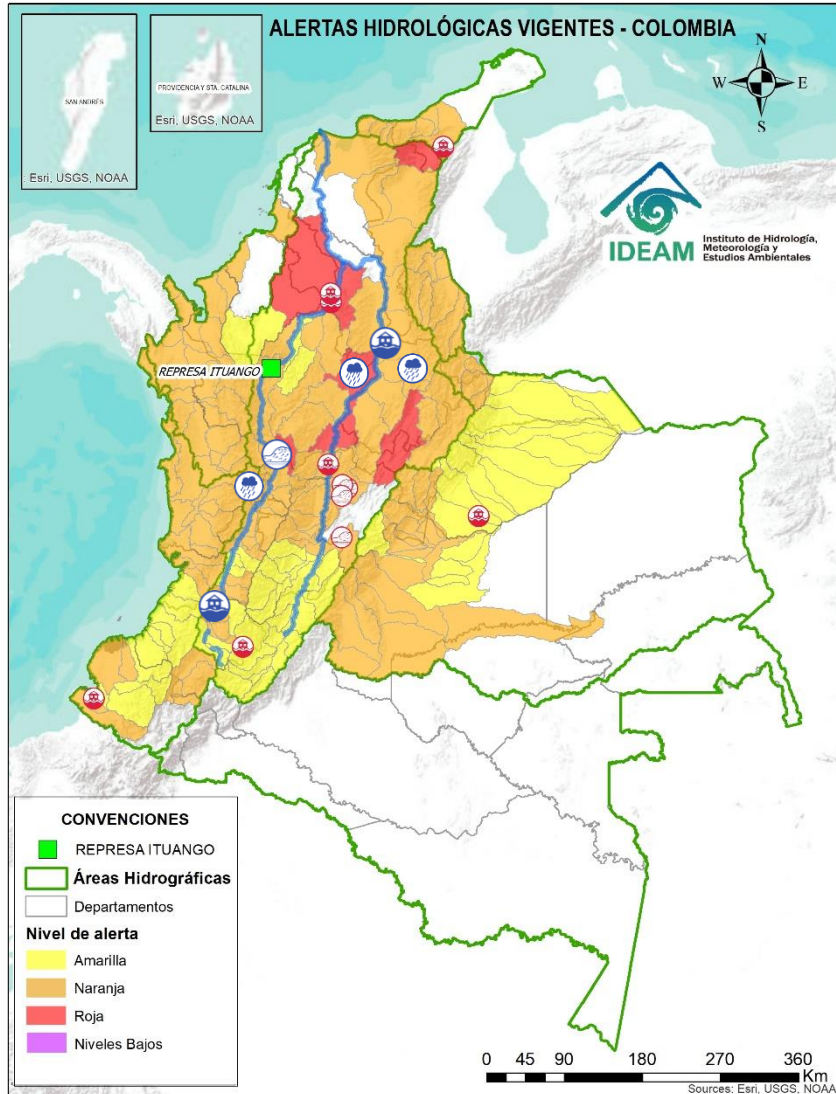 ALERTAS HIDROLÓGICAS VIGENTES - COLOMBIA
SAN ANDRÉS
Esri, USGS, NOAA
PROVIDENCIA Y STA. CATALINA
Esri, USGS, NOAA
N
W
E
S
IDEAM
Instituto de Hidrología,
Meteorología y
Estudios Ambientales
REPRESA ITUANGO
CONVENCIONES
REPRESA ITUANGO
Áreas Hidrográficas
Departamentos
Nivel de alerta
Amarilla
Naranja
Roja
Niveles Bajos
0 45 90 180 270 360
Km
Sources: Esri, USGS, NOAA